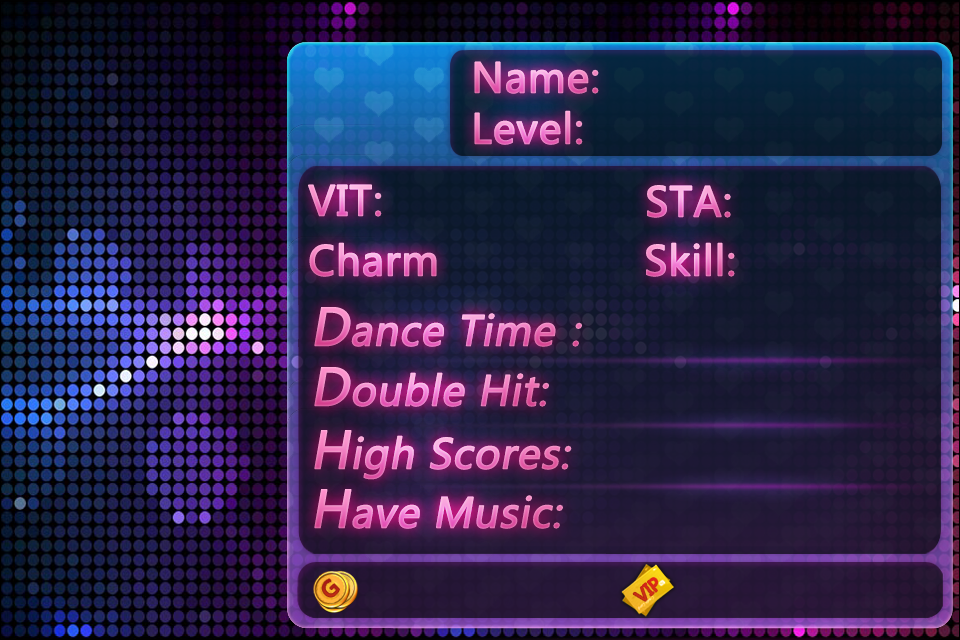 Name:
Level:
VIT:
STA:
Charm
Skill:
Dance Time :
Double Hit:
High Scores:
Have Music:
G
VIP